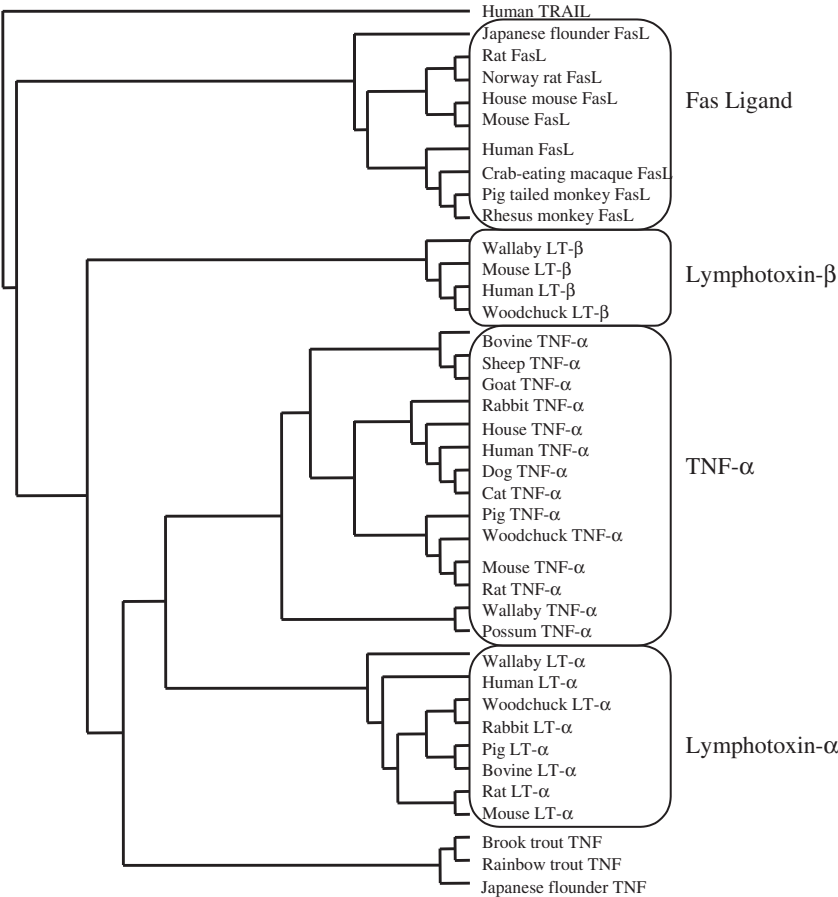 Human TRAIL
Japanese flounder FasL
Rat FasL
Norway rat FasL
House mouse FasL
Mouse FasL
Human FasL
Crab-eating macaque FasL
Pig tailed monkey FasL
Rhesus monkey FasL
Fas Ligand
Wallaby LT-β
Mouse LT-β
Human LT-β
Woodchuck LT-β
Lymphotoxin-β
Bovine TNF-α
Sheep TNF-α
Goat TNF-α
Rabbit TNF-α
House TNF-α
Human TNF-α
Dog TNF-α
Cat TNF-α
Pig TNF-α
Woodchuck TNF-α
Mouse TNF-α
Rat TNF-α
Wallaby TNF-α
Possum TNF-α
TNF-α
Wallaby LT-α
Human LT-α
Woodchuck LT-α
Rabbit LT-α
Pig LT-α
Bovine LT-α
Rat LT-α
Mouse LT-α
Lymphotoxin-α
Brook trout TNF
Rainbow trout TNF
Japanese flounder TNF